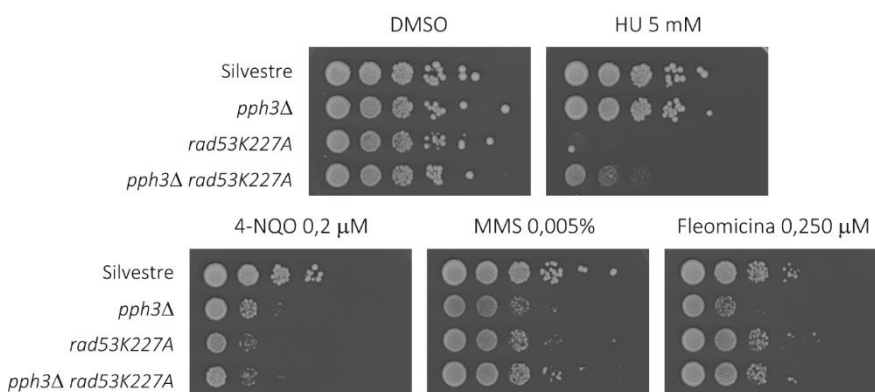 DMSO
HU 5 mM
Silvestre
pph3Δ
rad53K227A
pph3Δ rad53K227A
4-NQO 0,2 μM
MMS 0,005%
Fleomicina 0,250 μM
Silvestre
pph3Δ
rad53K227A
pph3Δ rad53K227A